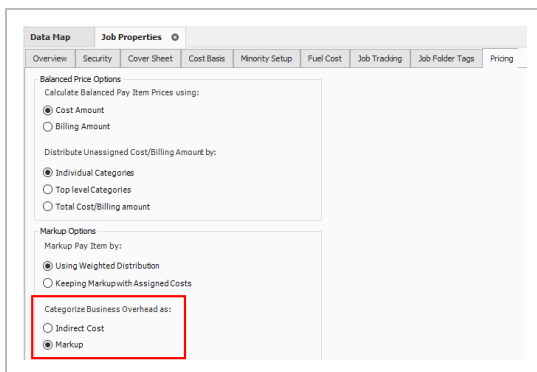 Data Map Job Properties
Overview Security Cover Sheet Cost Basis Minority Setup Fuel Cost Job Tracking Job Folder Tags Pricing
Balanced Price Options
Calculate Balanced Pay Item Prices using:
Cost Amount
Billing Amount
Distribute Unassigned Cost/Billing Amount by:
Individual Categories
Top level Categories
Total Cost/Billing amount
Markup Options
Markup Pay Item by:
Using Weighted Distribution
Keeping Markup with Assigned Costs
Categorize Business Overhead as:
Indirect Cost
Markup